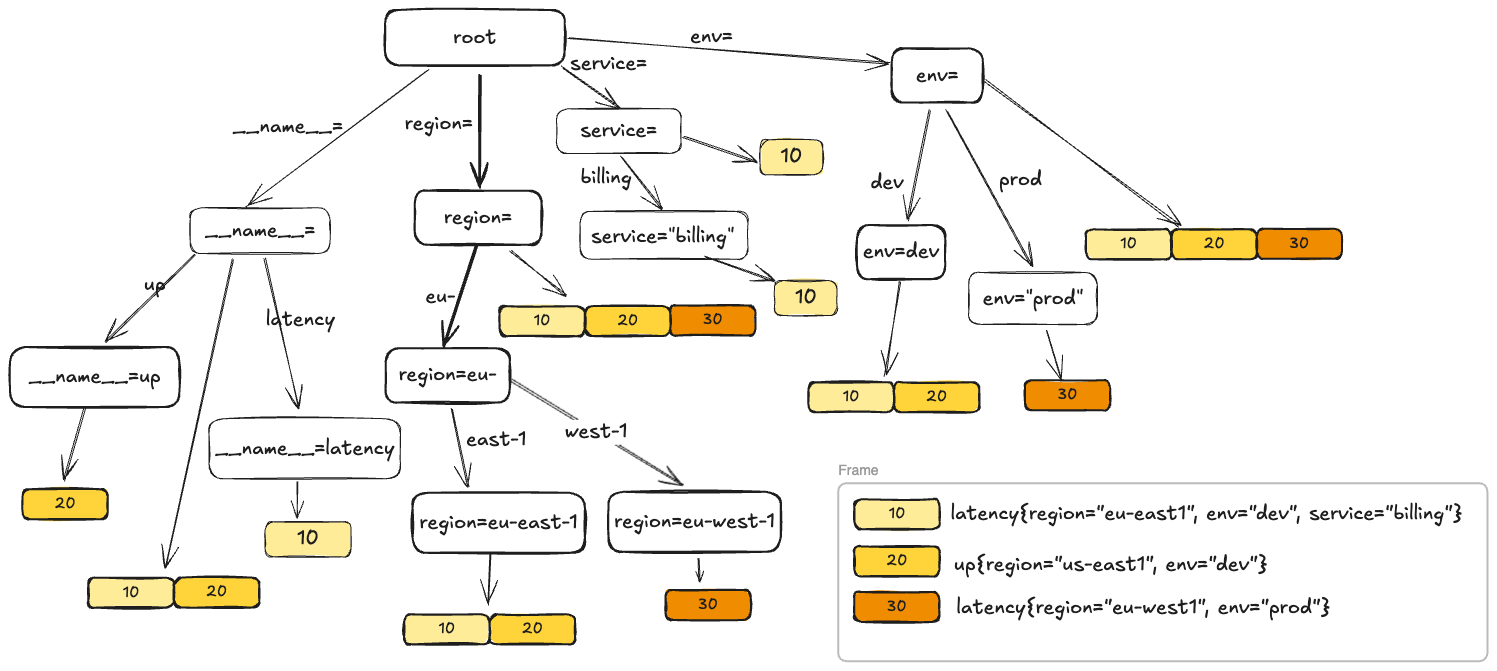 root
env=
service=
env=
__name__=
region=
service=
10
billing
dev
prod
__name__=
region=
service="billing"
env=dev
10 20 30
up
latency
eu-
10
env="prod"
10 20 30
__name__=up
region=eu-
10 20
30
__name__=latency
east-1
west-1
20
10
region=eu-east-1
region=eu-west-1
10 20
30
10 20
Frame
10 latency{region="eu-east1", env="dev", service="billing"}
20 up{region="us-east1", env="dev"}
30 latency{region="eu-west1", env="prod"}